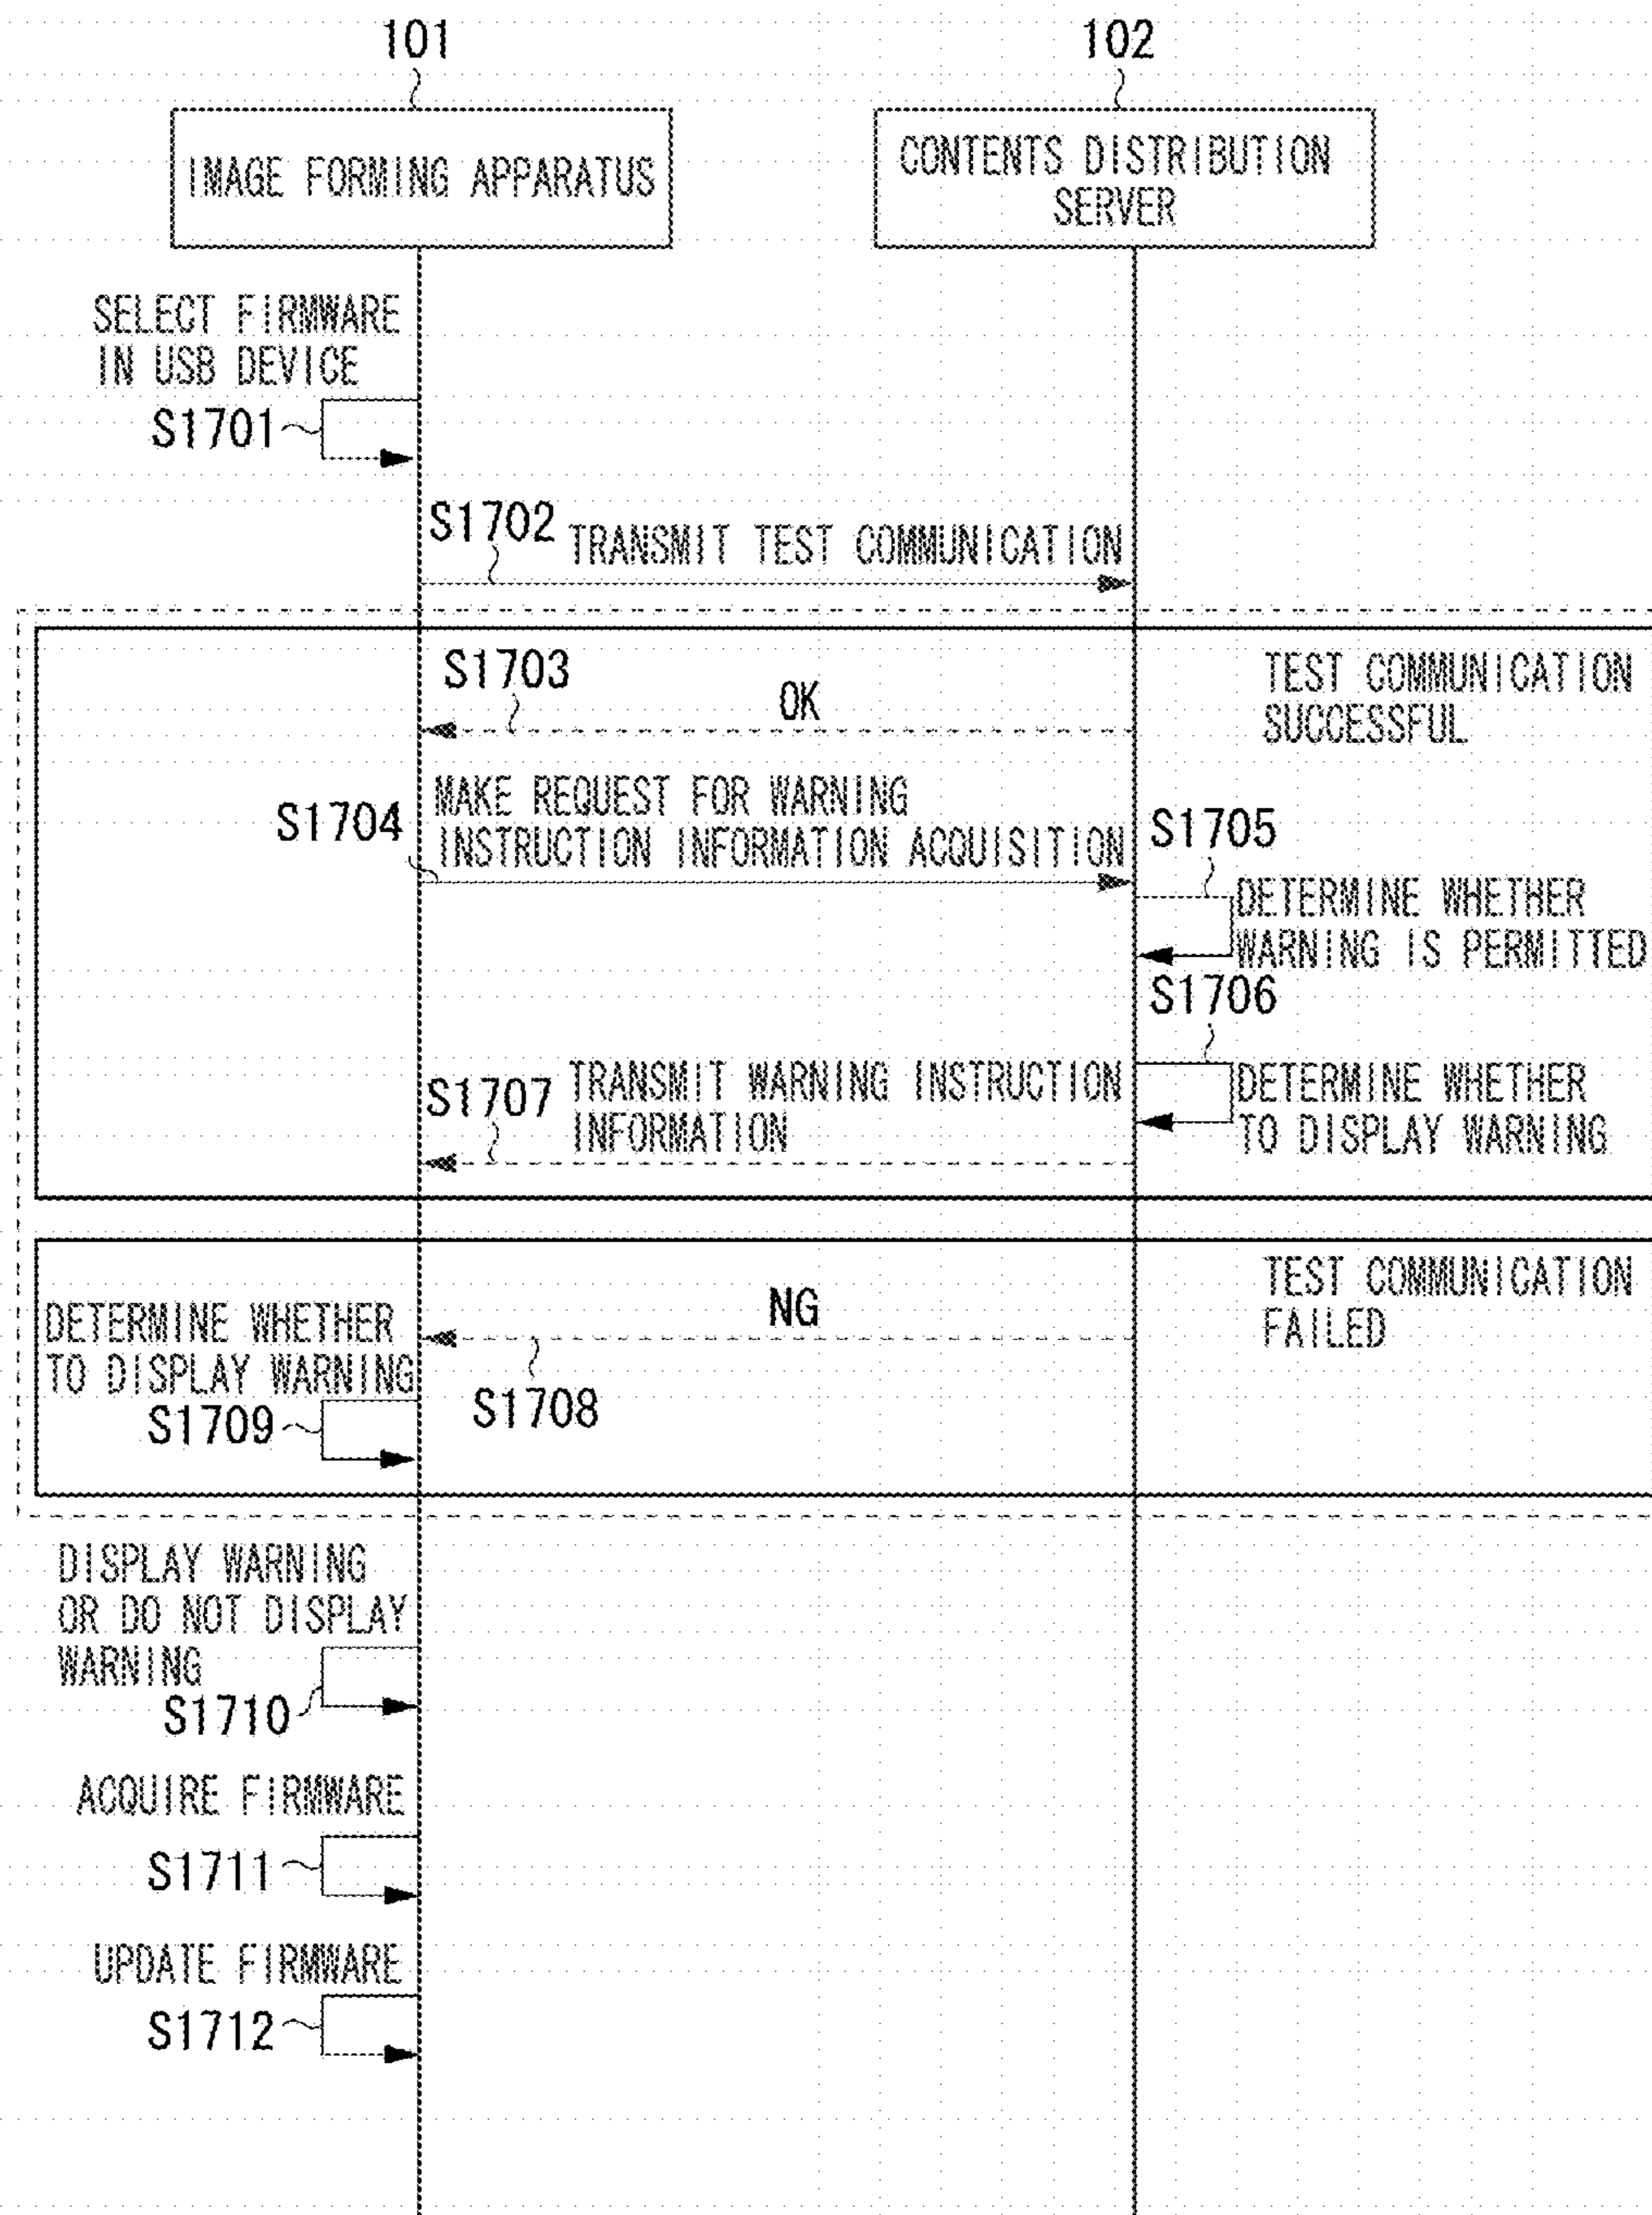 101
102
IMAGE FORMING APPARATUS
CONTENTS DISTRIBUTION
SERVER
SELECT FIRMWARE
IN USB DEVICE
S1701
S1702
TRANSMIT TEST COMMUNICATION
S1703
OK
TEST COMMUNICATION
SUCCESSFUL
S1704
MAKE REQUEST FOR WARNING
INSTRUCTION INFORMATION ACQUISITION
S1705
DETERMINE WHETHER
WARNING IS PERMITTED
S1706
DETERMINE WHETHER
TO DISPLAY WARNING
S1707
TRANSMIT WARNING INSTRUCTION
INFORMATION
TEST COMMUNICATION
FAILED
NG
S1708
DETERMINE WHETHER
TO DISPLAY WARNING
S1709
DISPLAY WARNING
OR DO NOT DISPLAY
WARNING
S1710
ACQUIRE FIRMWARE
S1711
UPDATE FIRMWARE
S1712